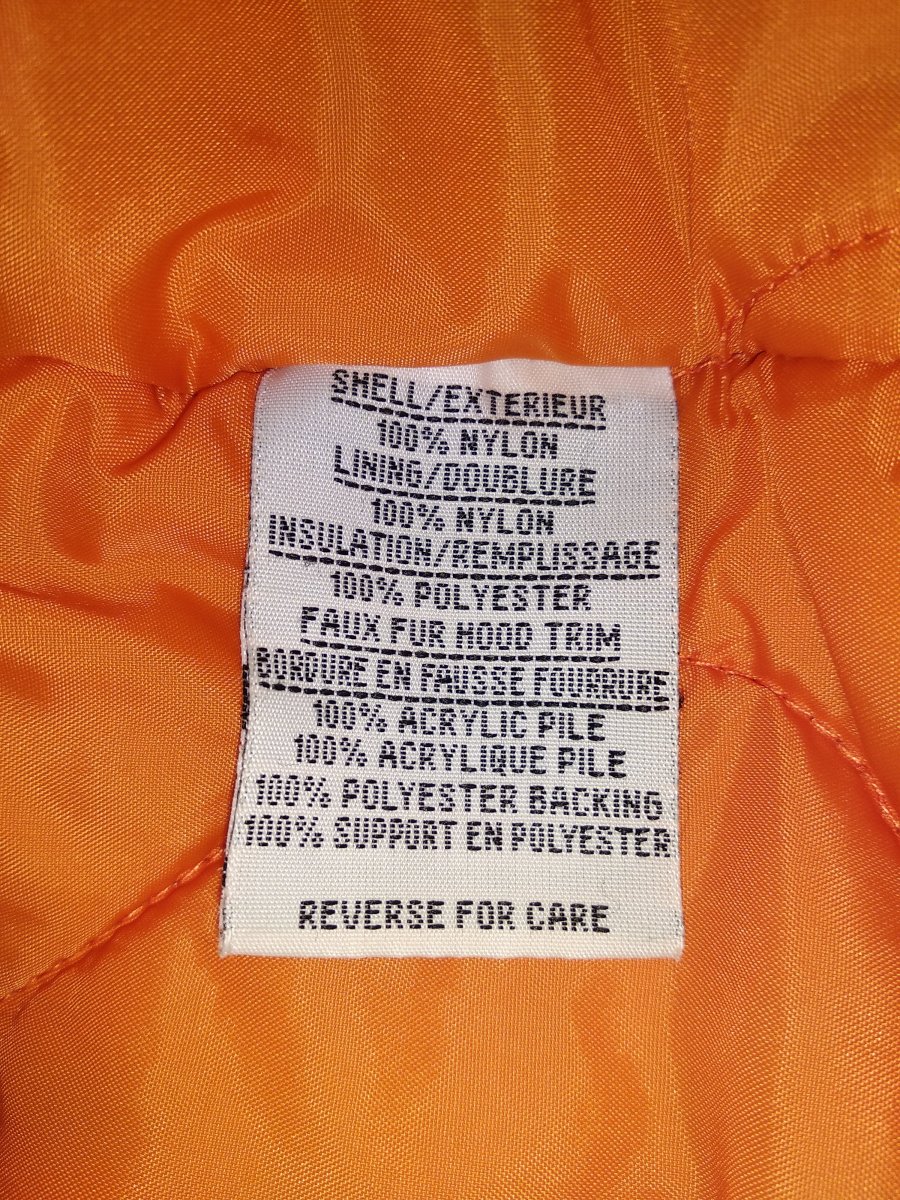 SHELL/EXTERIEUR
100% NYLON
LINING/DOUBLURE
100% NYLON
INSULATION/REMPLISSAGE
100% POLYESTER
FAUX FUR HOOD TRIM
BORDURE EN FAUSSE FOURRURE
100% ACRYLIC PILE
100% ACRYLIQUE PILE
100% POLYESTER BACKING
100% SUPPORT EN POLYESTER
REVERSE FOR CARE